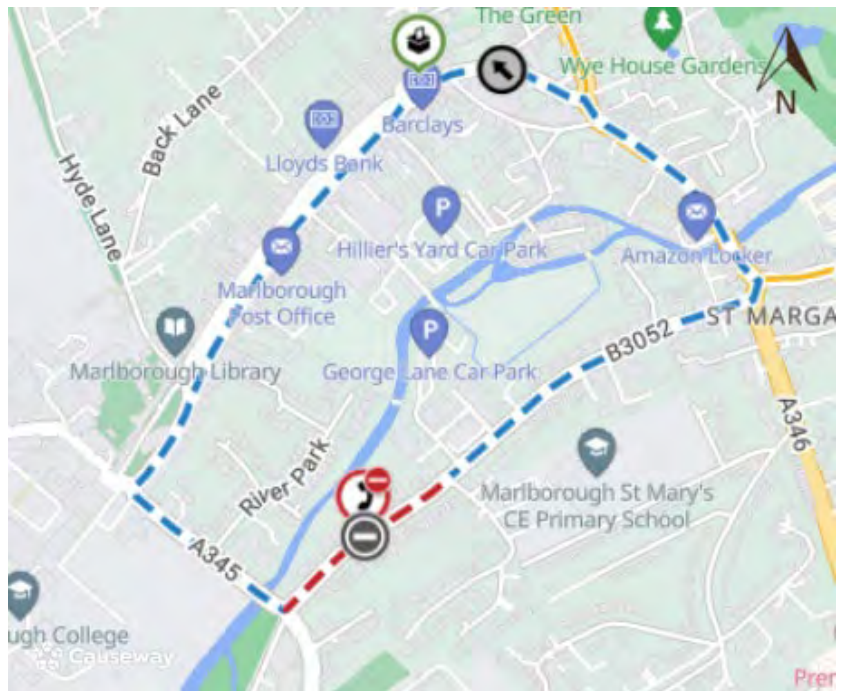 The Green
Wye House Gardens
N
Back Lane
Barclays
Lloyds Bank
Hyde Lane
P
Hillier's Yard Car Park
Amazon Locker
Marlborough
Post Office
ST MARGA
P
B3052
Marlborough Library
George Lane Car Park
A346
River Park
Marlborough St Mary's
CE Primary School
A345
ugh College
Causeway
Prer